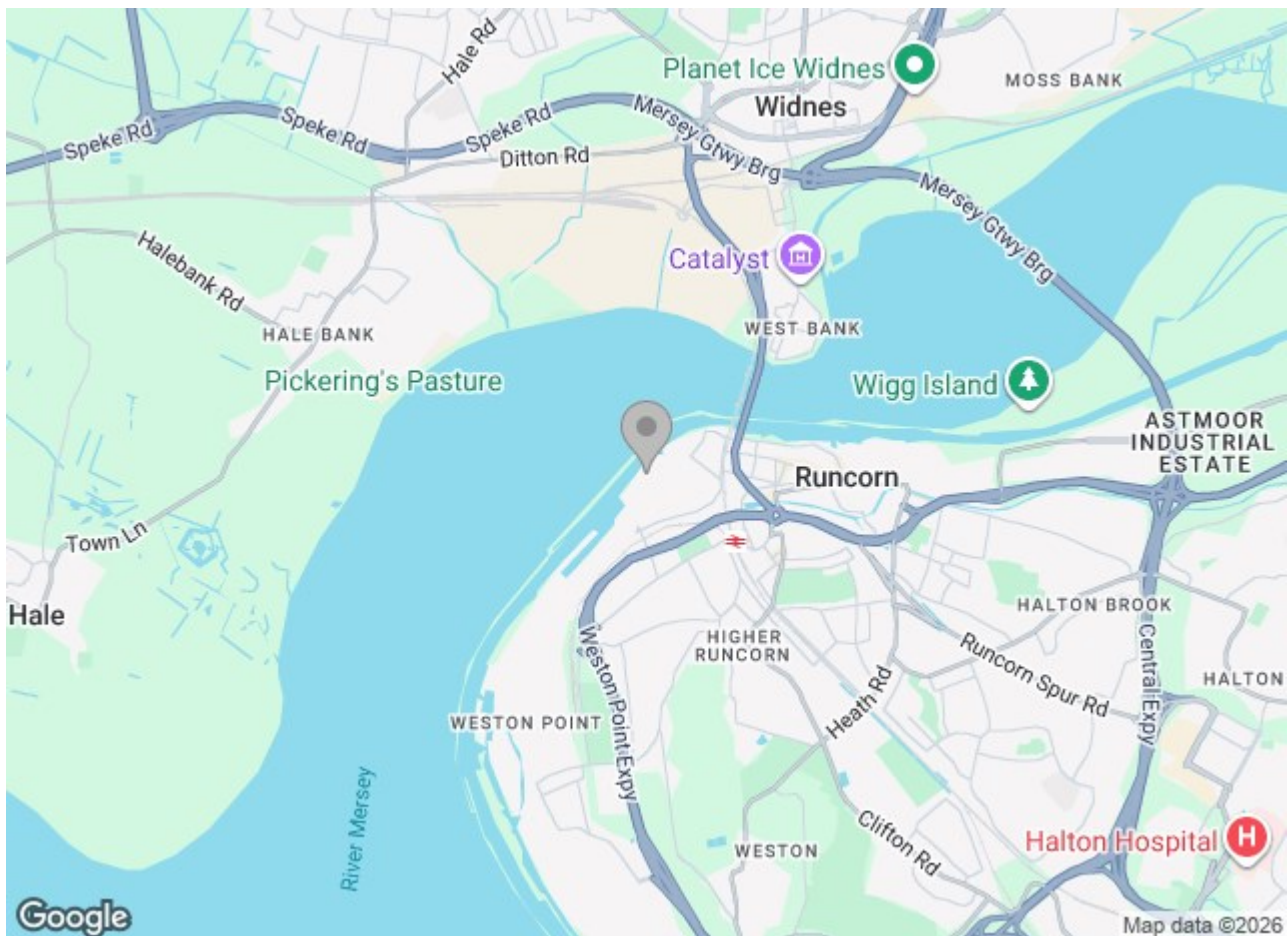 Hale Rd
Planet Ice Widnes
Widnes
MOSS BANK
Speke Rd
Speke Rd
Speke Rd
Mersey Gtwy Brg
Ditton Rd
Mersey Gtwy Brg
Halebank Rd
Catalyst
HALE BANK
WEST BANK
Pickering's Pasture
Wigg Island
ASTMOOR
INDUSTRIAL
ESTATE
Runcorn
Town Ln
Hale
HALTON BROOK
HIGHER
RUNCORN
Weston Point Expy
Runcorn Spur Rd
Central Expy
HALTON
Heath Rd
WESTON POINT
River Mersey
Clifton Rd
WESTON
Halton Hospital
H
Google
Map data ©2026